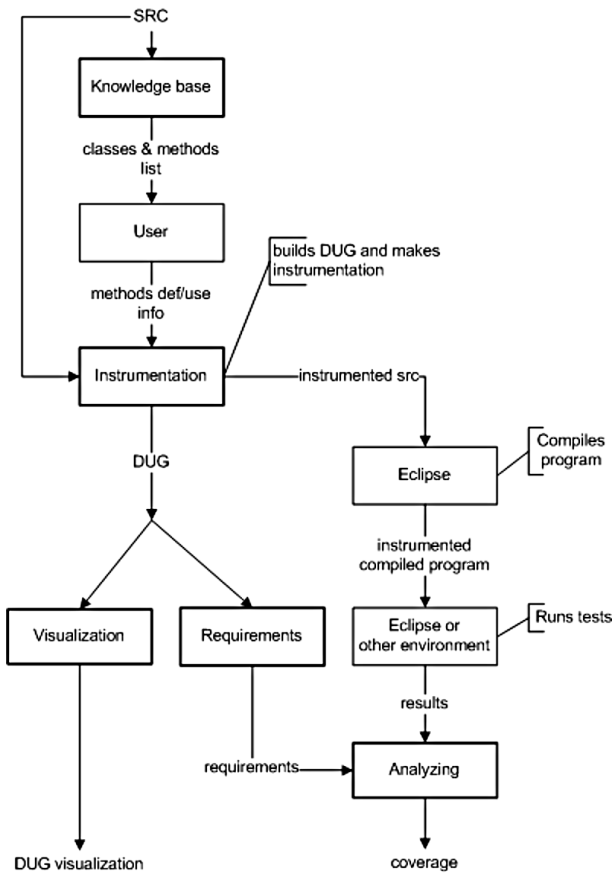 SRC
Knowledge base
classes & methods
list
User
builds DUG and makes
instrumentation
methods def/use
info
Instrumentation
instrumented src
DUG
Eclipse
Compiles
program
instrumented
compiled program
Visualization
Requirements
Eclipse or
other environment
Runs tests
results
requirements
Analyzing
DUG visualization
coverage